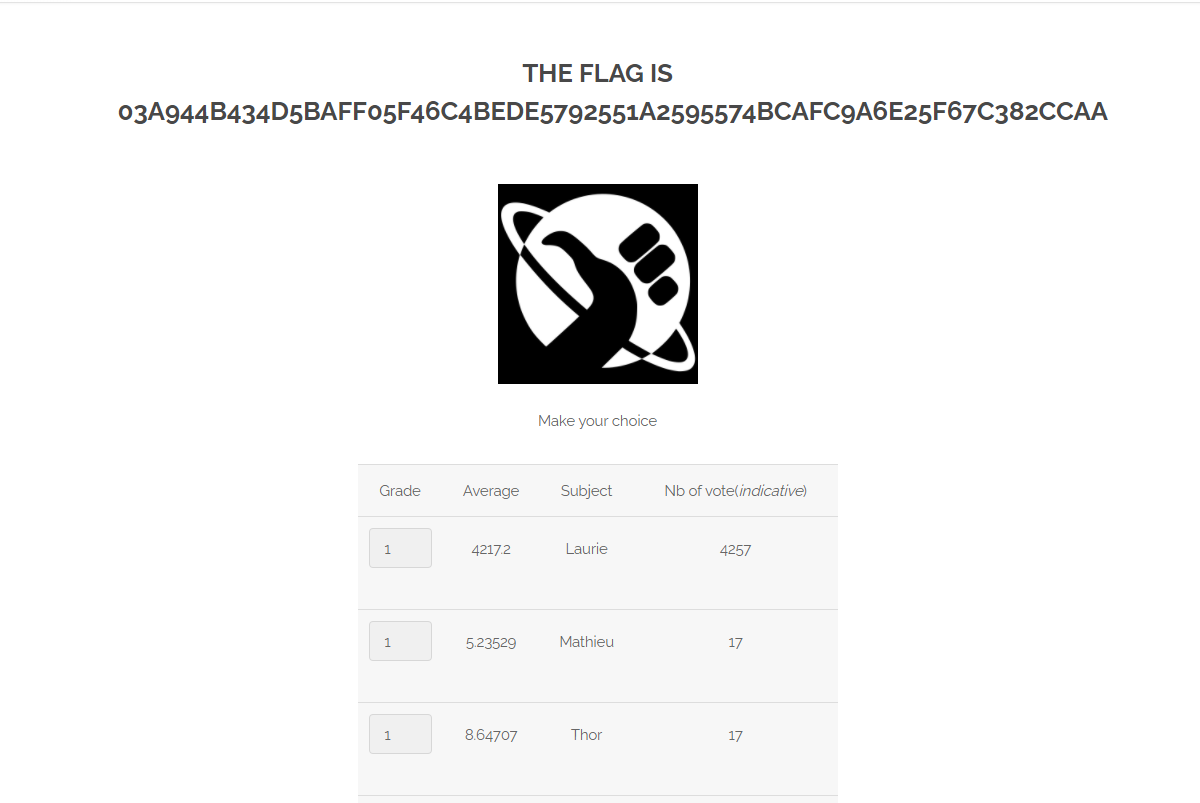 THE FLAG IS
03A944B434D5BAFF05F46C4BEDE5792551A2595574BCAFC9A6E25F67C382CCAA
Make your choice
Grade Average Subject Nb of vote(indicative)
1 4217.2 Laurie 4257
1 5.23529 Mathieu 17
1 8.64707 Thor 17